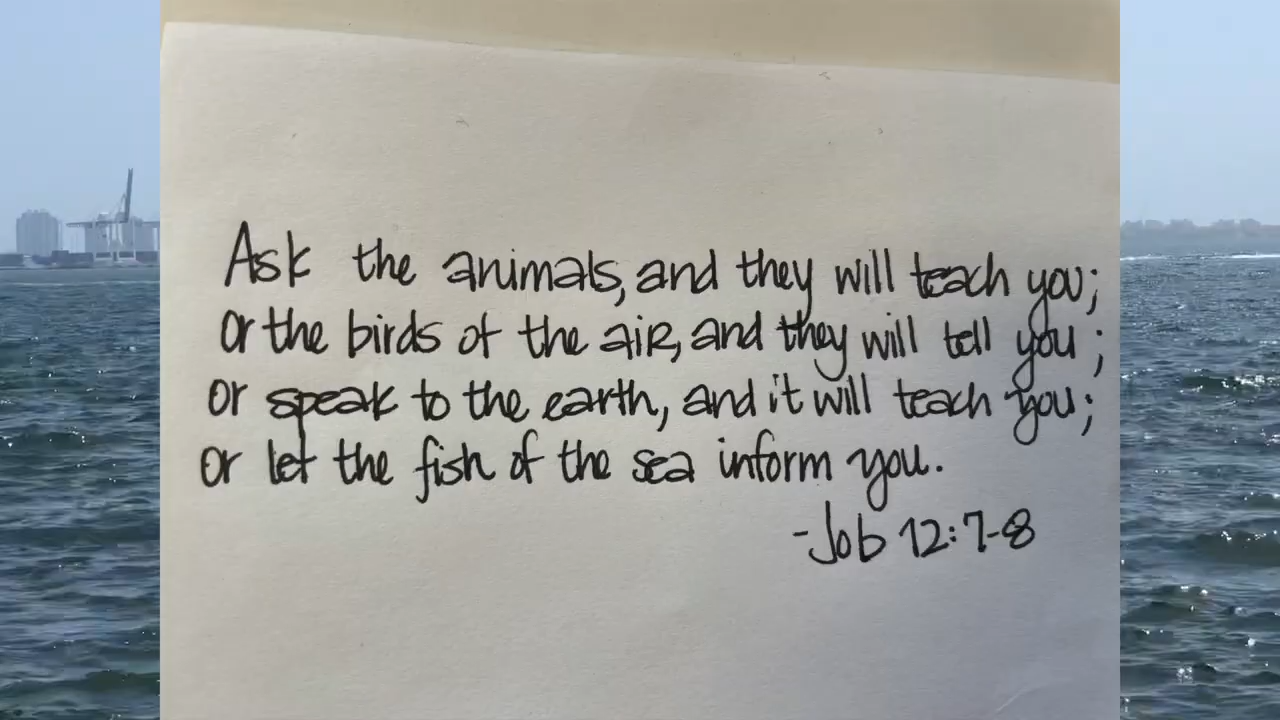 Ask the animals, and they will teach you;
Or the birds of the air, and they will tell you;
Or speak to the earth, and it will teach you;
Or let the fish of the sea inform you.
-Job 12:7-8